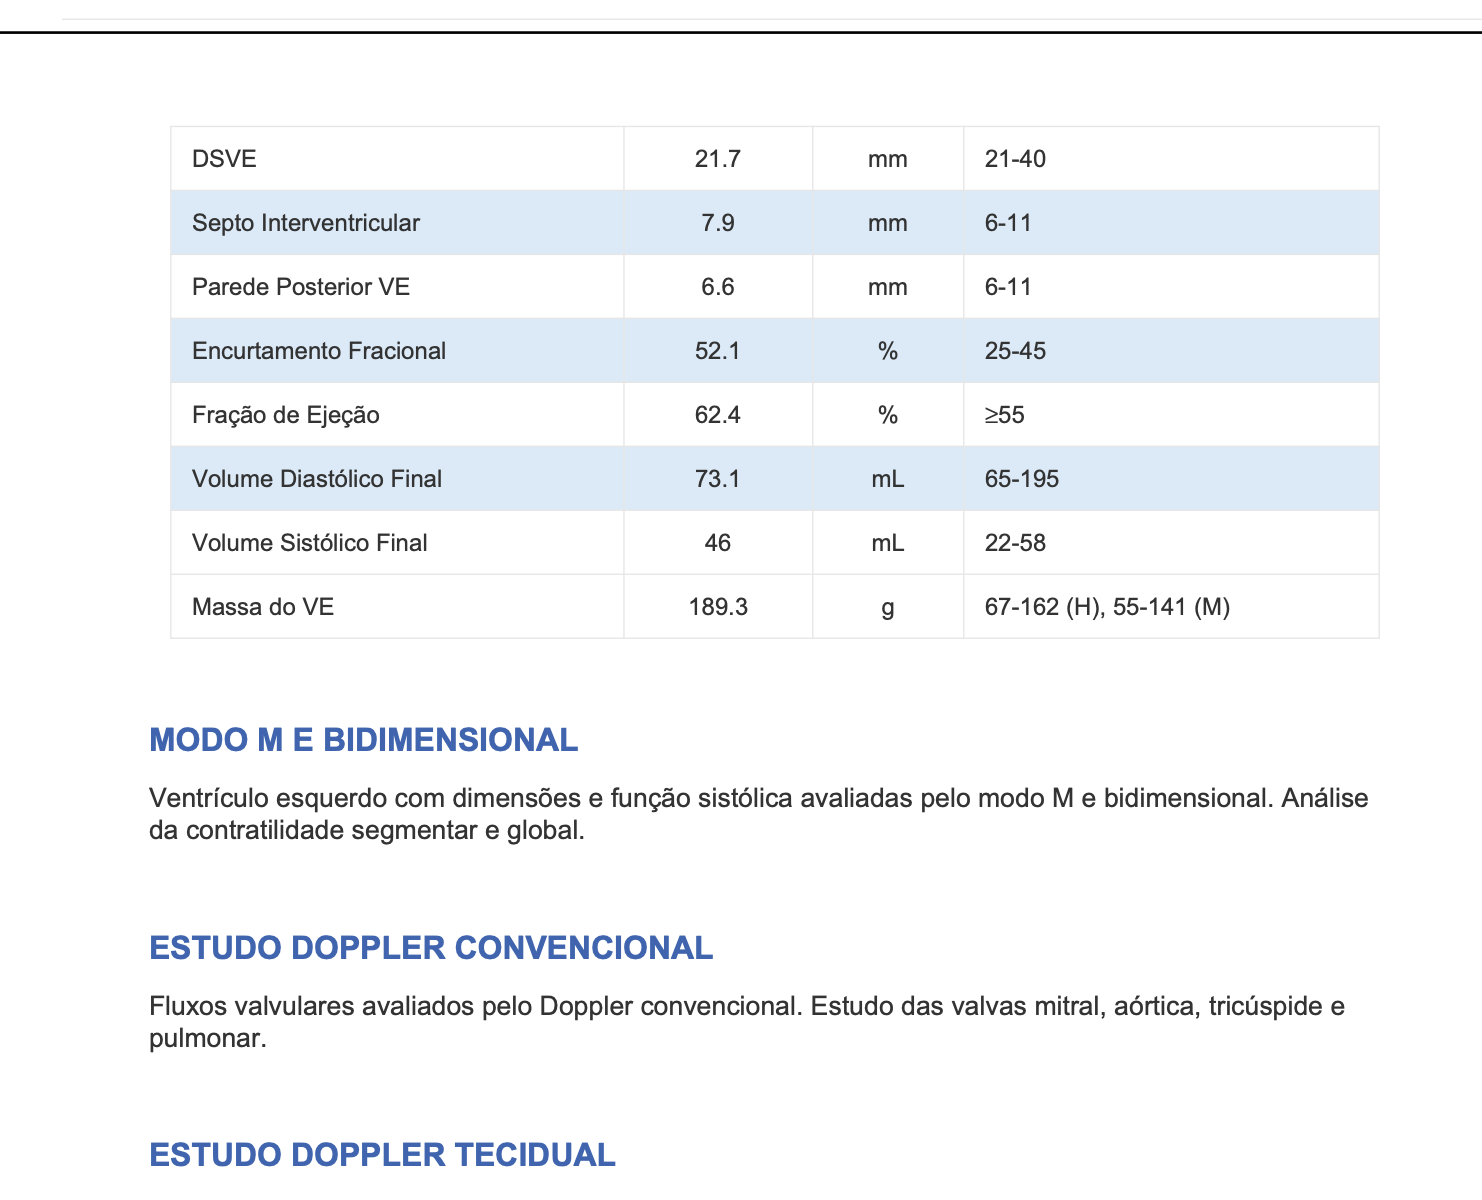 DSVE 21.7 mm 21-40
Septo Interventricular 7.9 mm 6-11
Parede Posterior VE 6.6 mm 6-11
Encurtamento Fracional 52.1 % 25-45
Fração de Ejeção 62.4 % ≥55
Volume Diastólico Final 73.1 mL 65-195
Volume Sistólico Final 46 mL 22-58
Massa do VE 189.3 g 67-162 (H), 55-141 (M)
MODO M E BIDIMENSIONAL
Ventrículo esquerdo com dimensões e função sistólica avaliadas pelo modo M e bidimensional. Análise
da contratilidade segmentar e global.
ESTUDO DOPPLER CONVENCIONAL
Fluxos valvulares avaliados pelo Doppler convencional. Estudo das valvas mitral, aórtica, tricúspide e
pulmonar.
ESTUDO DOPPLER TECIDUAL